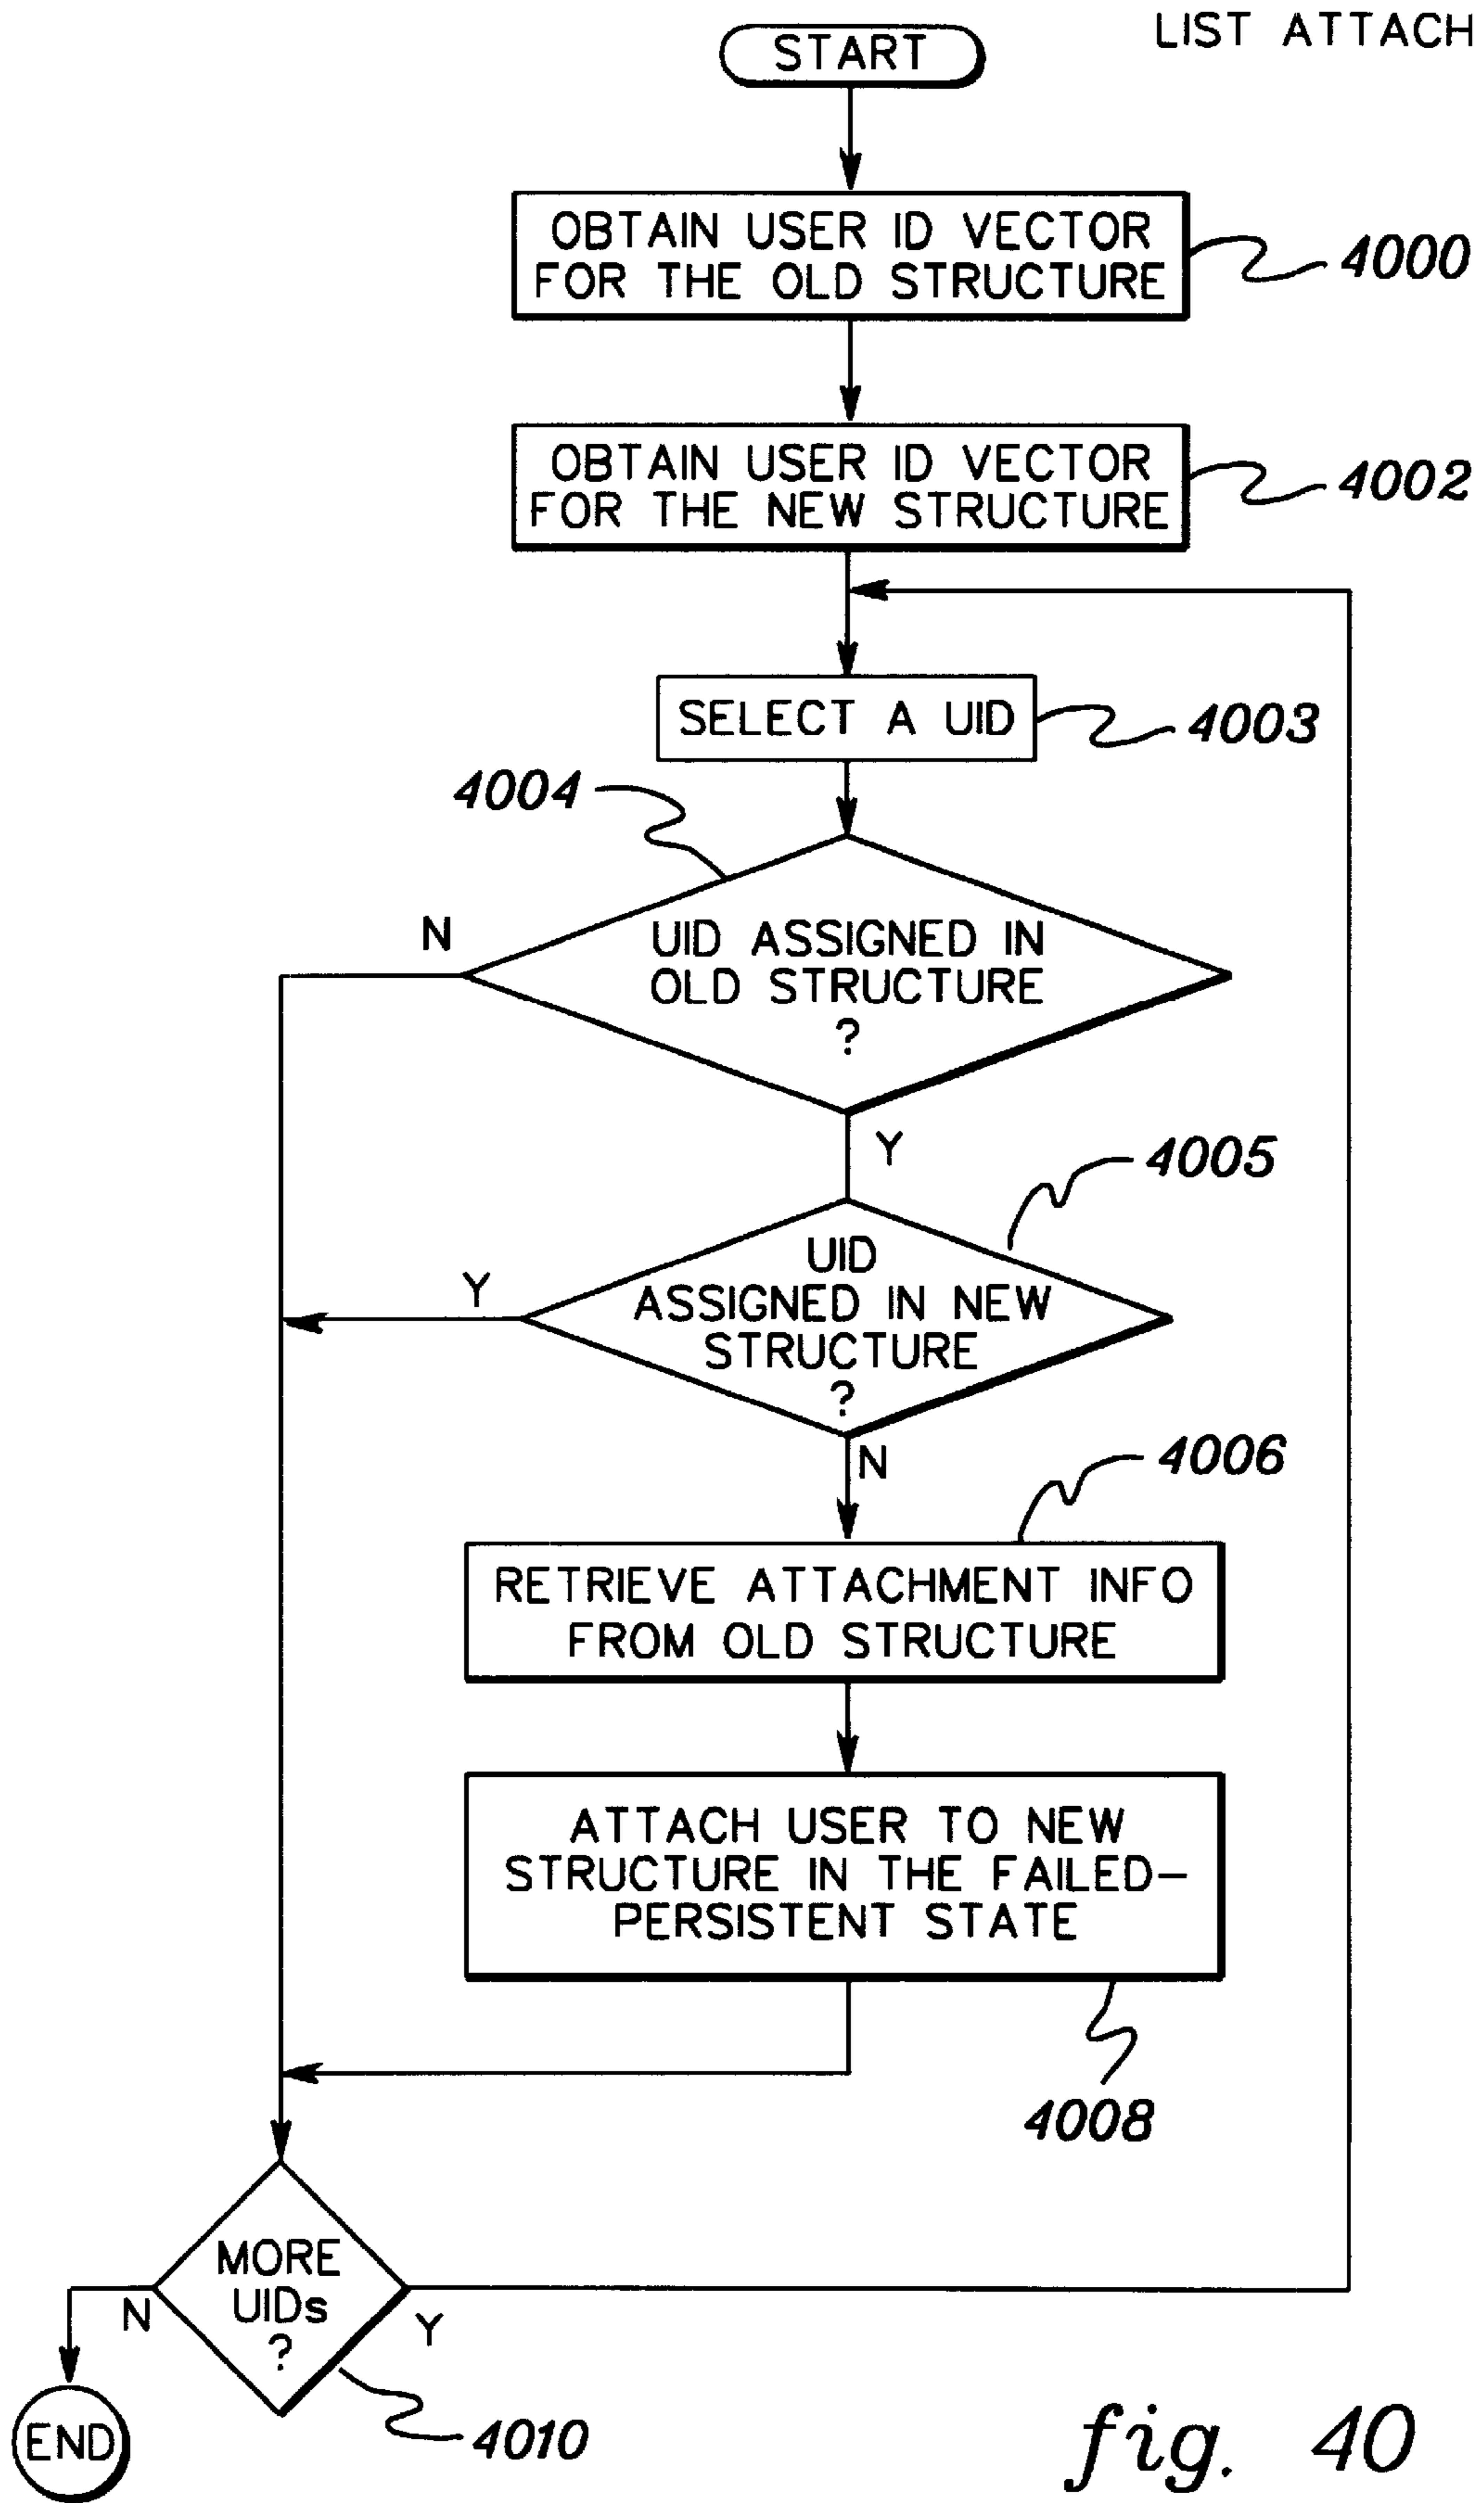 LIST ATTACH
START
OBTAIN USER ID VECTOR
FOR THE OLD STRUCTURE
4000
OBTAIN USER ID VECTOR
FOR THE NEW STRUCTURE
4002
SELECT A UID
4003
4004
N
UID ASSIGNED IN
OLD STRUCTURE
?
Y
4005
Y
UID
ASSIGNED IN NEW
STRUCTURE
?
N
4006
RETRIEVE ATTACHMENT INFO
FROM OLD STRUCTURE
ATTACH USER TO NEW
STRUCTURE IN THE FAILED-
PERSISTENT STATE
4008
MORE
UIDs
?
N
Y
4010
END
fig. 40